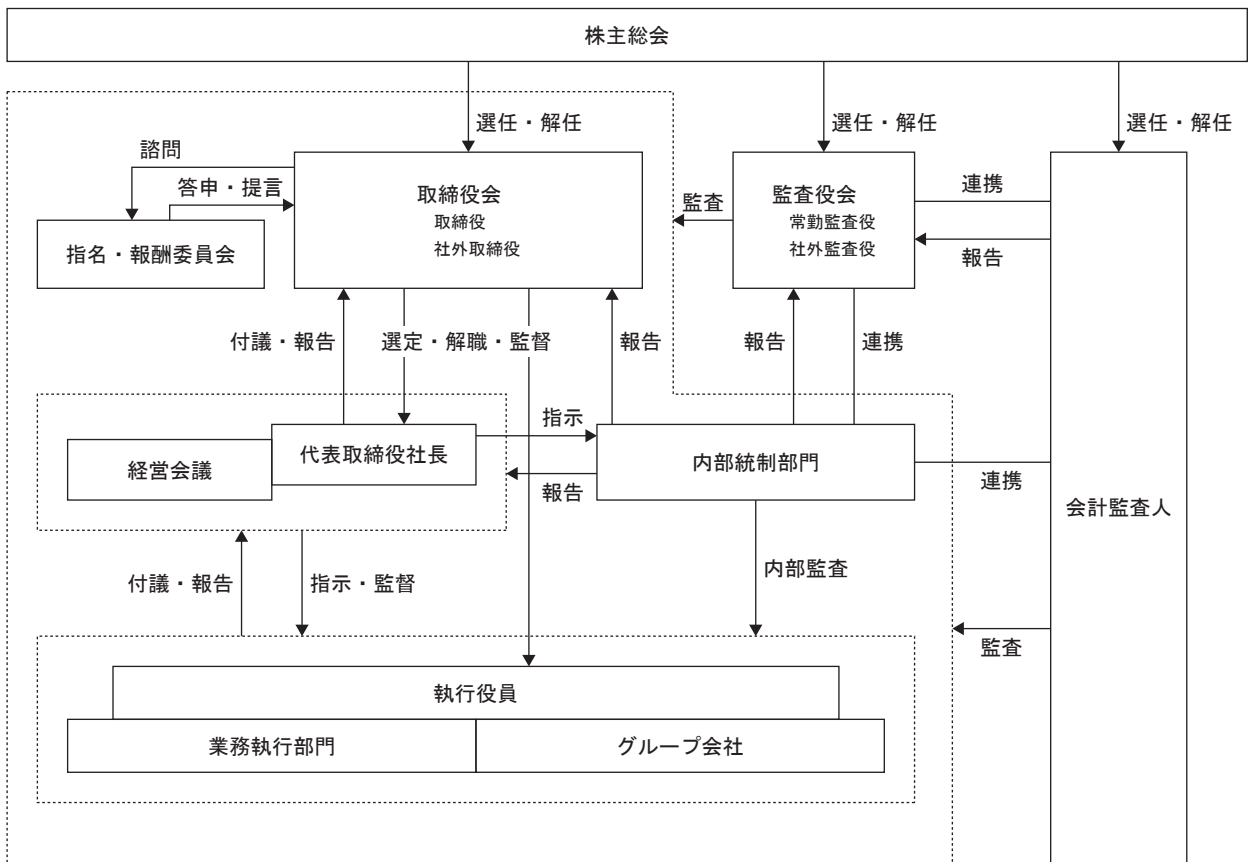 株主総会
選任・解任
選任・解任
選任・解任
諮問
答申・提言
指名・報酬委員会
取締役会
取締役
社外取締役
監査
監査役会
常勤監査役
社外監査役
連携
報告
付議・報告
選定・解職・監督
報告
報告
連携
経営会議
代表取締役社長
指示
報告
内部統制部門
連携
会計監査人
付議・報告
指示・監督
内部監査
監査
執行役員
業務執行部門
グループ会社